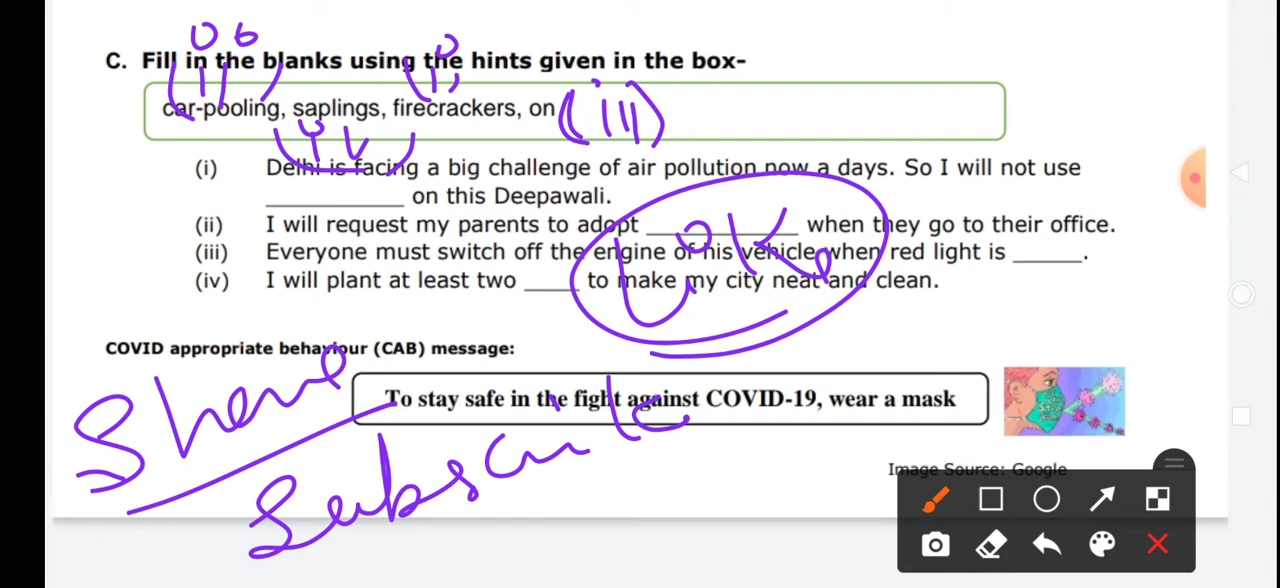 C. Fill in the blanks using the hints given in the box-
car-pooling, saplings, firecrackers, on (iii)
(i) Delhi is facing a big challenge of air pollution now a days. So I will not use
____________ on this Deepawali.
(ii) I will request my parents to adopt _____________ when they go to their office.
(iii) Everyone must switch off the engine of his vehicle when red light is ______.
(iv) I will plant at least two _____ to make my city neat and clean.
COVID appropriate behaviour (CAB) message:
To stay safe in the fight against COVID-19, wear a mask
Image Source: Google